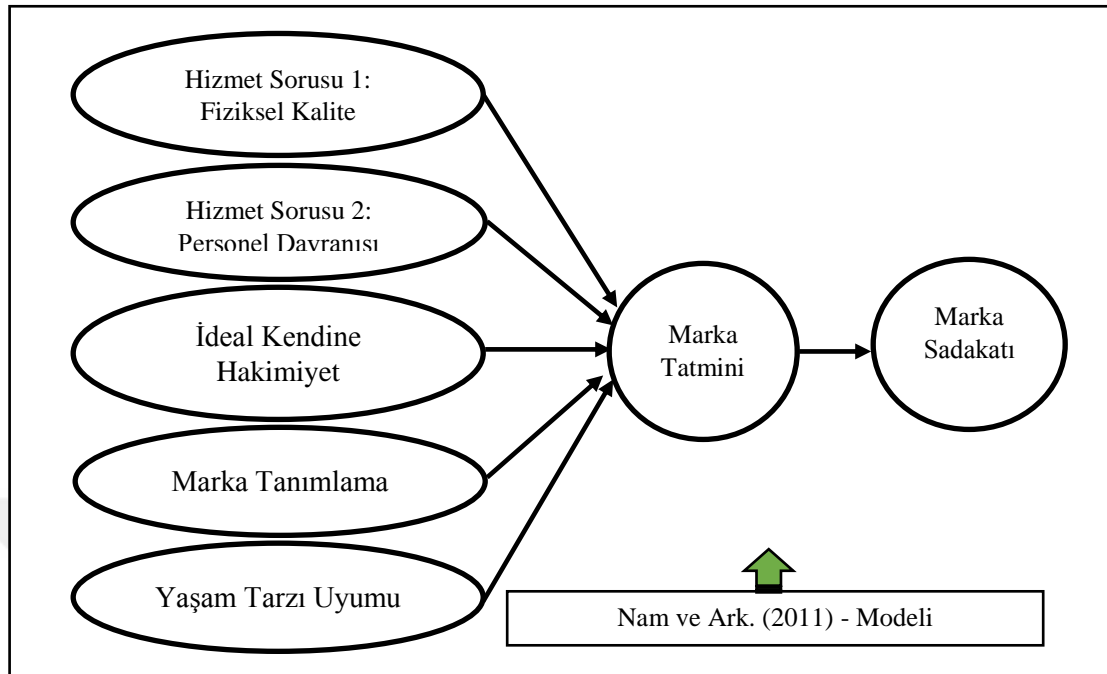 Hizmet Sorusu 1:
Fiziksel Kalite
Hizmet Sorusu 2:
Personel Davranışı
İdeal Kendine
Hakimiyet
Marka Tanımlama
Yaşam Tarzı Uyumu
Marka
Tatmini
Marka
Sadakatı
Nam ve Ark. (2011) - Modeli